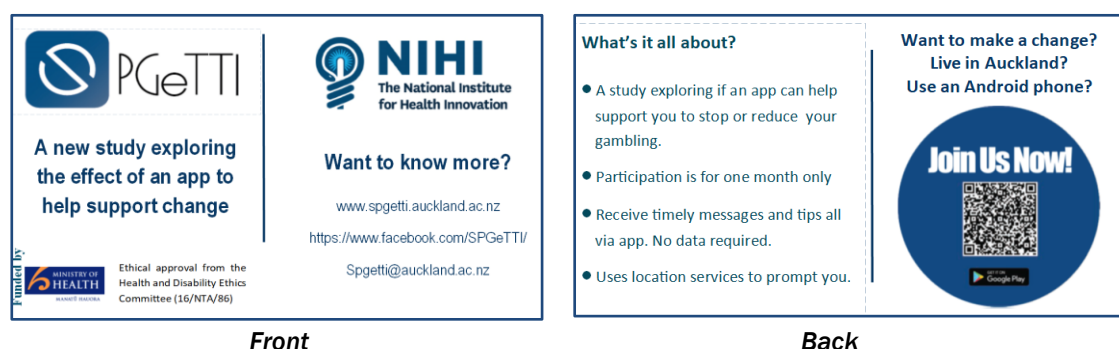 PGeTTI
A new study exploring
the effect of an app to
help support change
Funded by
MINISTRY OF
HEALTH
MANATŪ HAUORA
Ethical approval from the
Health and Disability Ethics
Committee (16/NTA/86)
NIHI
The National Institute
for Health Innovation
Want to know more?
www.spgetti.auckland.ac.nz
https://www.facebook.com/SPGeTTI/
Spgetti@auckland.ac.nz
Front
What's it all about?
• A study exploring if an app can help
support you to stop or reduce your
gambling.
• Participation is for one month only
• Receive timely messages and tips all
via app. No data required.
• Uses location services to prompt you.
Want to make a change?
Live in Auckland?
Use an Android phone?
Join Us Now!
GET IT ON
Google Play
Back